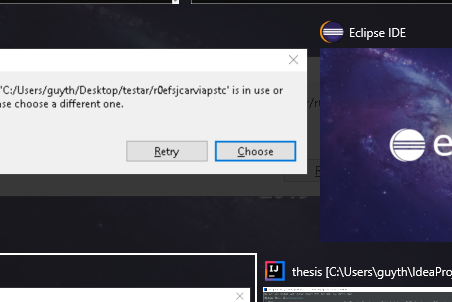 Eclipse IDE
'C:/Users/guyth/Desktop/testar/r0efsjcarviapstc' is in use or
ase choose a different one.
Retry
Choose
e
thesis [C:\Users\guyth\IdeaPro
IJ